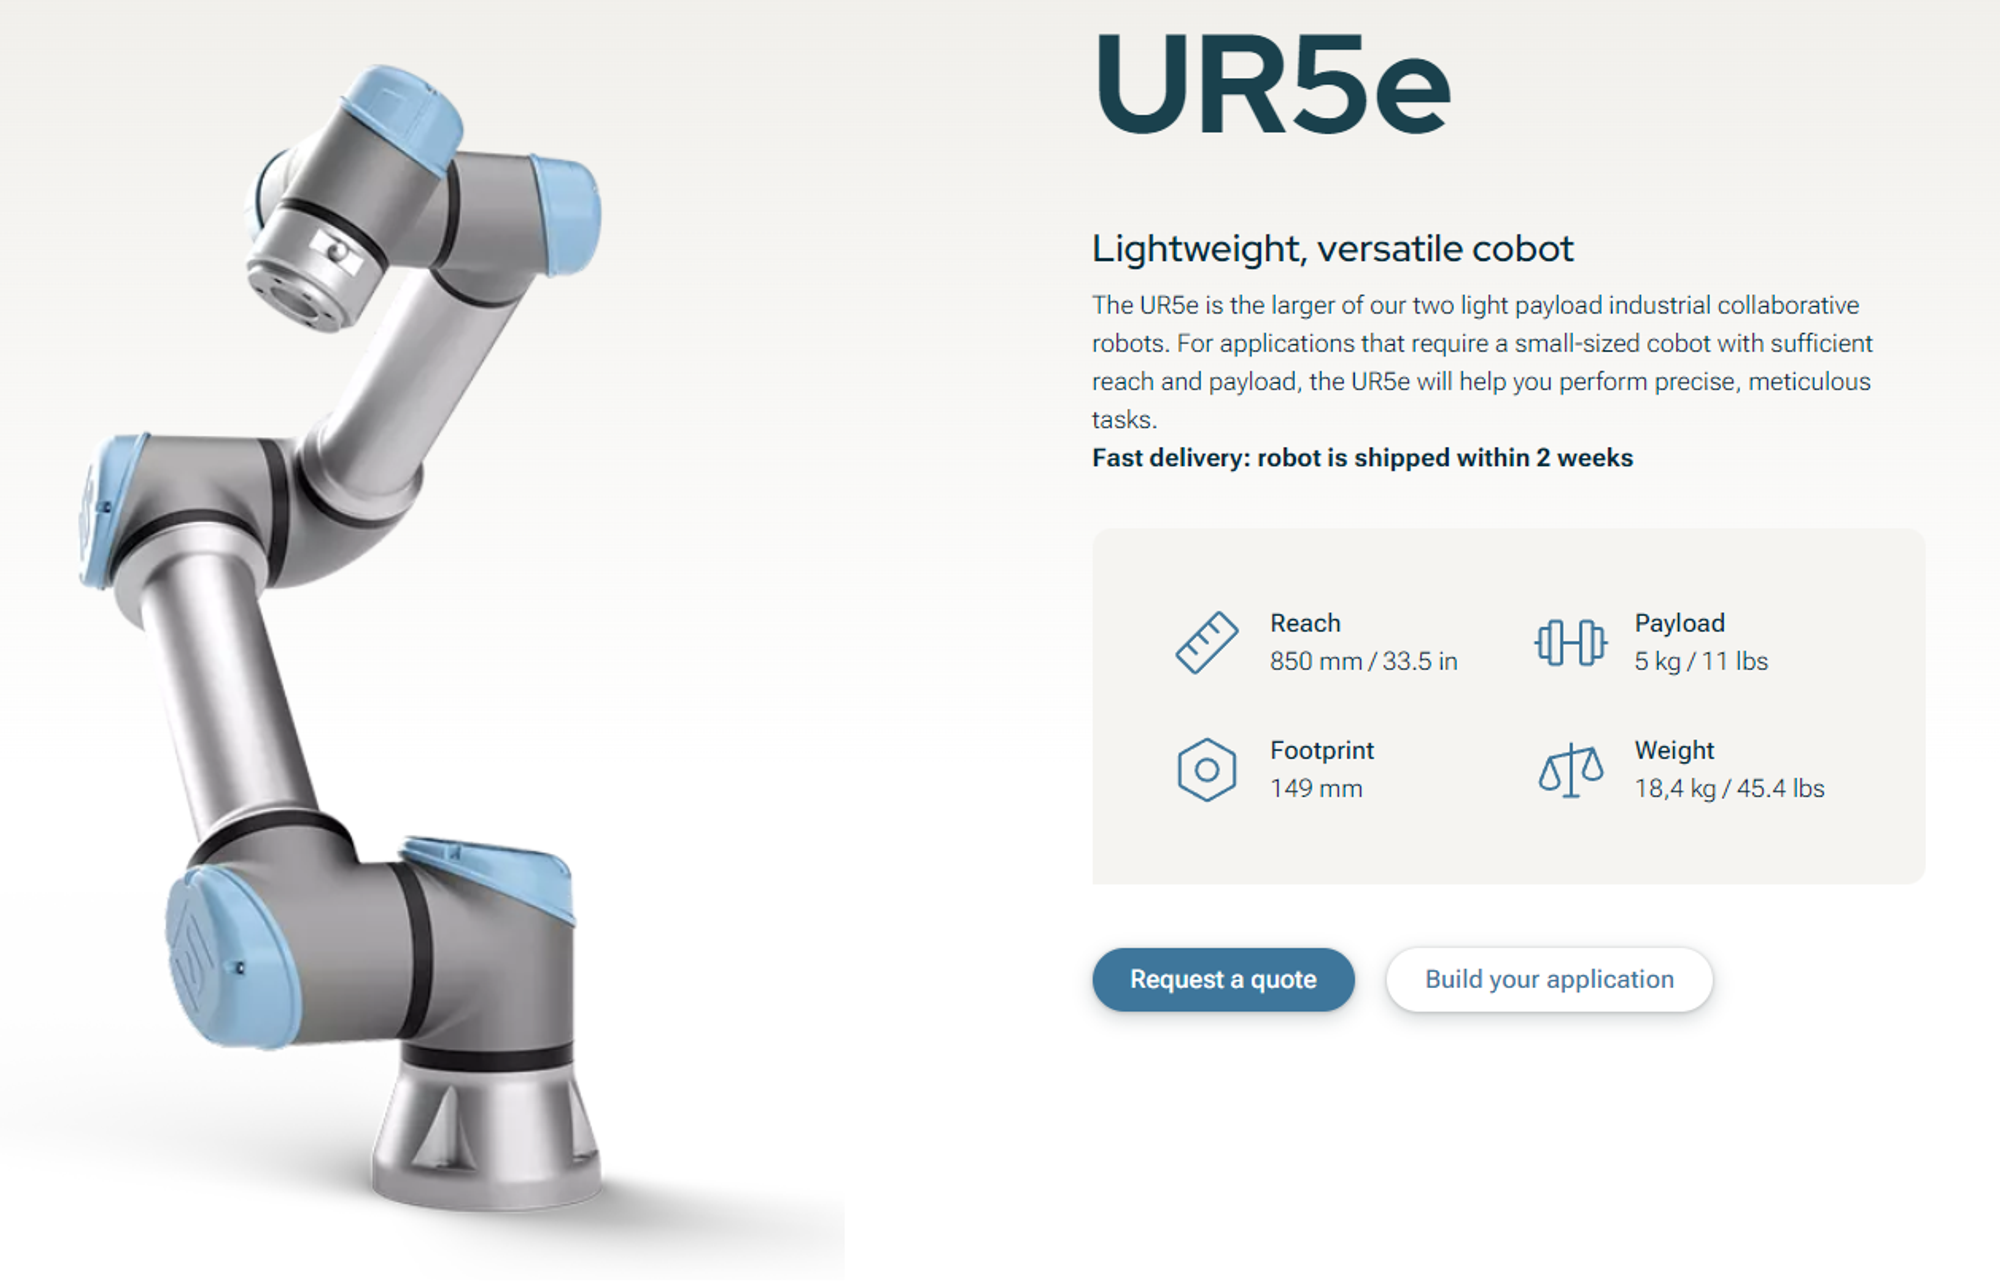 UR5e
Lightweight, versatile cobot
The UR5e is the larger of our two light payload industrial collaborative
robots. For applications that require a small-sized cobot with sufficient
reach and payload, the UR5e will help you perform precise, meticulous
tasks.
Fast delivery: robot is shipped within 2 weeks
Reach
850 mm / 33.5 in
Payload
5 kg / 11 lbs
Footprint
149 mm
Weight
18,4 kg / 45.4 lbs
Request a quote
Build your application